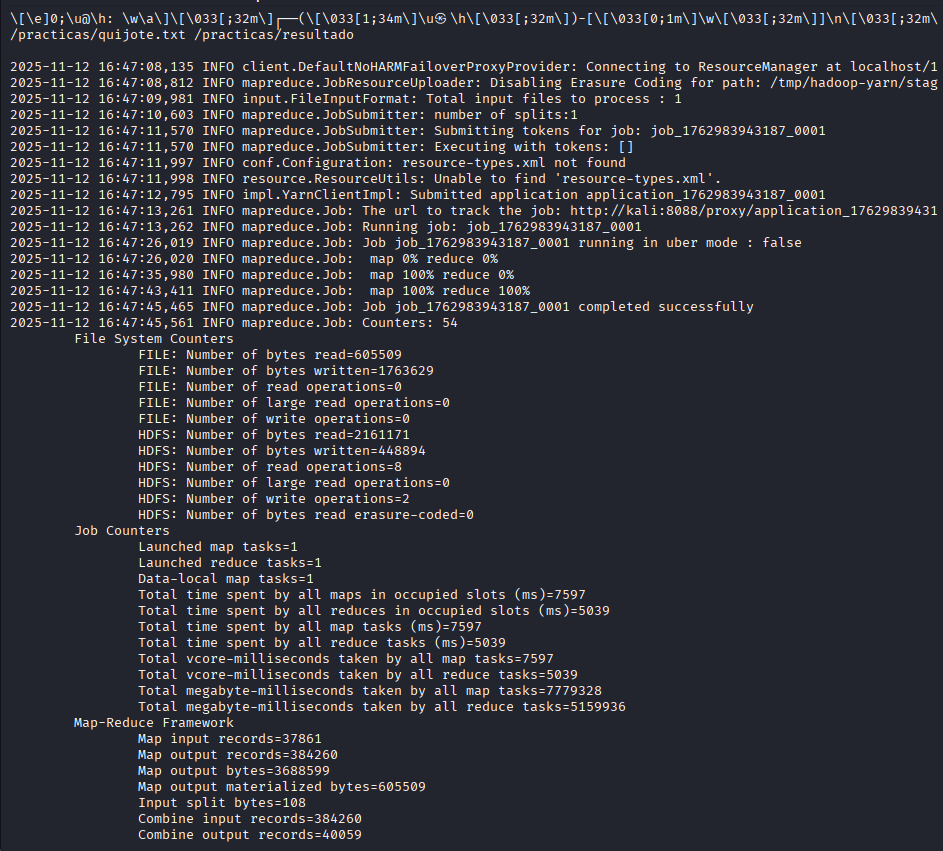 \[\e]0;\u@\h: \w\a\]\[\033[;32m\]┌──(\[\033[1;34m\]\u㉿\h\[\033[;32m\])-[\[\033[0;1m\]\w\[\033[;32m\]]\n\[\033[;32m\
/practicas/quijote.txt /practicas/resultado
2025-11-12 16:47:08,135 INFO client.DefaultNoHARMFailoverProxyProvider: Connecting to ResourceManager at localhost/1
2025-11-12 16:47:08,812 INFO mapreduce.JobResourceUploader: Disabling Erasure Coding for path: /tmp/hadoop-yarn/stag
2025-11-12 16:47:09,981 INFO input.FileInputFormat: Total input files to process : 1
2025-11-12 16:47:10,603 INFO mapreduce.JobSubmitter: number of splits:1
2025-11-12 16:47:11,570 INFO mapreduce.JobSubmitter: Submitting tokens for job: job_1762983943187_0001
2025-11-12 16:47:11,570 INFO mapreduce.JobSubmitter: Executing with tokens: []
2025-11-12 16:47:11,997 INFO conf.Configuration: resource-types.xml not found
2025-11-12 16:47:11,998 INFO resource.ResourceUtils: Unable to find 'resource-types.xml'.
2025-11-12 16:47:12,795 INFO impl.YarnClientImpl: Submitted application application_1762983943187_0001
2025-11-12 16:47:13,261 INFO mapreduce.Job: The url to track the job: http://kali:8088/proxy/application_17629839431
2025-11-12 16:47:13,262 INFO mapreduce.Job: Running job: job_1762983943187_0001
2025-11-12 16:47:26,019 INFO mapreduce.Job: Job job_1762983943187_0001 running in uber mode : false
2025-11-12 16:47:26,020 INFO mapreduce.Job:  map 0% reduce 0%
2025-11-12 16:47:35,980 INFO mapreduce.Job:  map 100% reduce 0%
2025-11-12 16:47:43,411 INFO mapreduce.Job:  map 100% reduce 100%
2025-11-12 16:47:45,465 INFO mapreduce.Job: Job job_1762983943187_0001 completed successfully
2025-11-12 16:47:45,561 INFO mapreduce.Job: Counters: 54
File System Counters
FILE: Number of bytes read=605509
FILE: Number of bytes written=1763629
FILE: Number of read operations=0
FILE: Number of large read operations=0
FILE: Number of write operations=0
HDFS: Number of bytes read=2161171
HDFS: Number of bytes written=448894
HDFS: Number of read operations=8
HDFS: Number of large read operations=0
HDFS: Number of write operations=2
HDFS: Number of bytes read erasure-coded=0
Job Counters
Launched map tasks=1
Launched reduce tasks=1
Data-local map tasks=1
Total time spent by all maps in occupied slots (ms)=7597
Total time spent by all reduces in occupied slots (ms)=5039
Total time spent by all map tasks (ms)=7597
Total time spent by all reduce tasks (ms)=5039
Total vcore-milliseconds taken by all map tasks=7597
Total vcore-milliseconds taken by all reduce tasks=5039
Total megabyte-milliseconds taken by all map tasks=7779328
Total megabyte-milliseconds taken by all reduce tasks=5159936
Map-Reduce Framework
Map input records=37861
Map output records=384260
Map output bytes=3688599
Map output materialized bytes=605509
Input split bytes=108
Combine input records=384260
Combine output records=40059